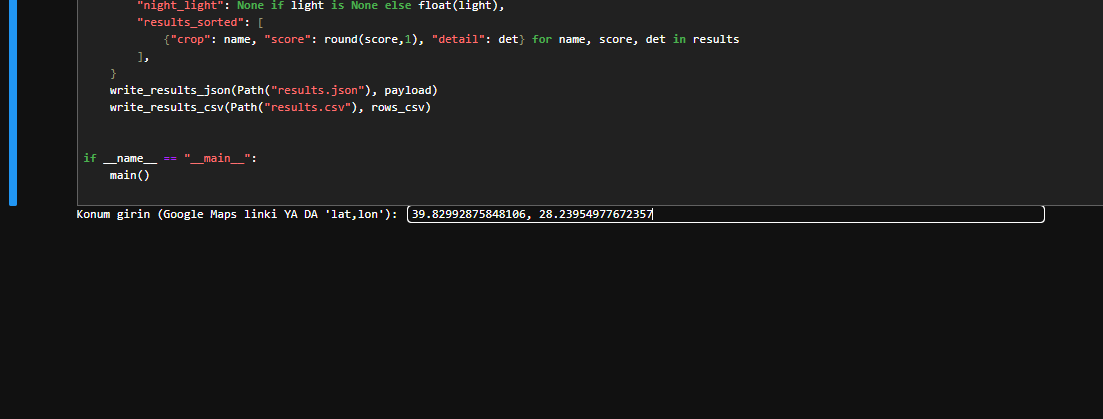 "night_light": None if light is None else float(light),
"results_sorted": [
{"crop": name, "score": round(score,1), "detail": det} for name, score, det in results
],
}
write_results_json(Path("results.json"), payload)
write_results_csv(Path("results.csv"), rows_csv)
if __name__ == "__main__":
main()
Konum girin (Google Maps linki YA DA 'lat,lon'): 39.82992875848106, 28.23954977672357